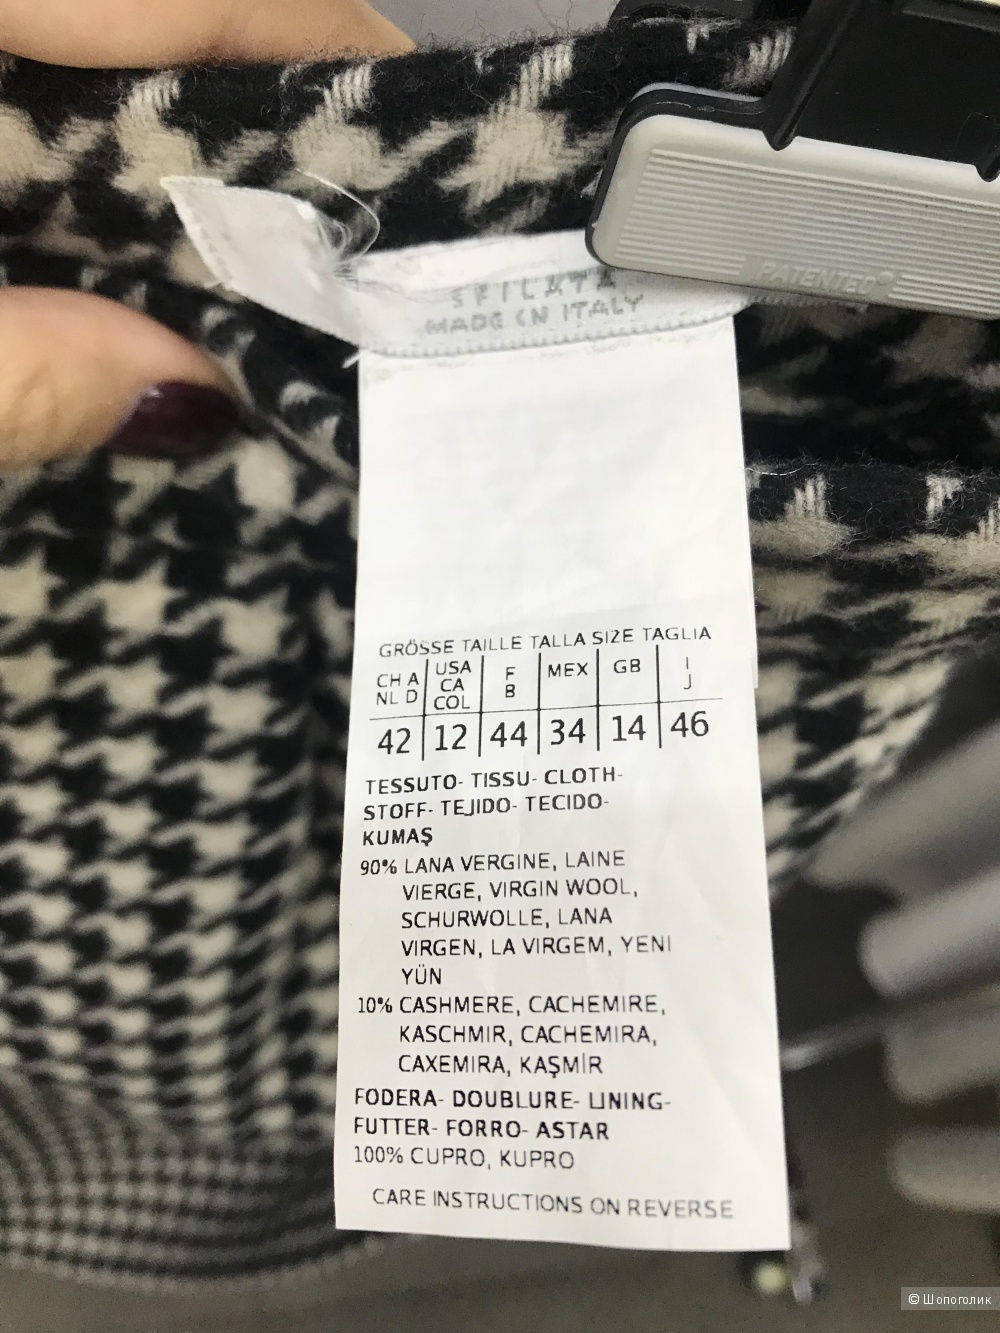 PATENTED
SFILATA
MADE IN ITALY
GRÖSSE TAILLE TALLA SIZE TAGLIA
CH A NL D USA CA COL F B MEX GB I J
42 12 44 34 14 46
TESSUTO- TISSU- CLOTH-
STOFF- TEJIDO- TECIDO-
KUMAŞ
90% LANA VERGINE, LAINE
VIERGE, VIRGIN WOOL,
SCHURWOLLE, LANA
VIRGEN, LA VIRGEM, YENI
YÜN
10% CASHMERE, CACHEMIRE,
KASCHMIR, CACHEMIRA,
CAXEMIRA, KAŞMİR
FODERA- DOUBLURE- LINING-
FUTTER- FORRO- ASTAR
100% CUPRO, KUPRO
CARE INSTRUCTIONS ON REVERSE
© Шопоголик